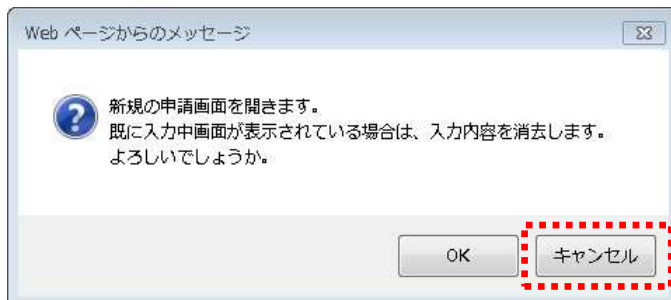 Web ページからのメッセージ
新規の申請画面を開きます。
既に入力中画面が表示されている場合は、入力内容を消去します。
よろしいでしょうか。
OK
キャンセル